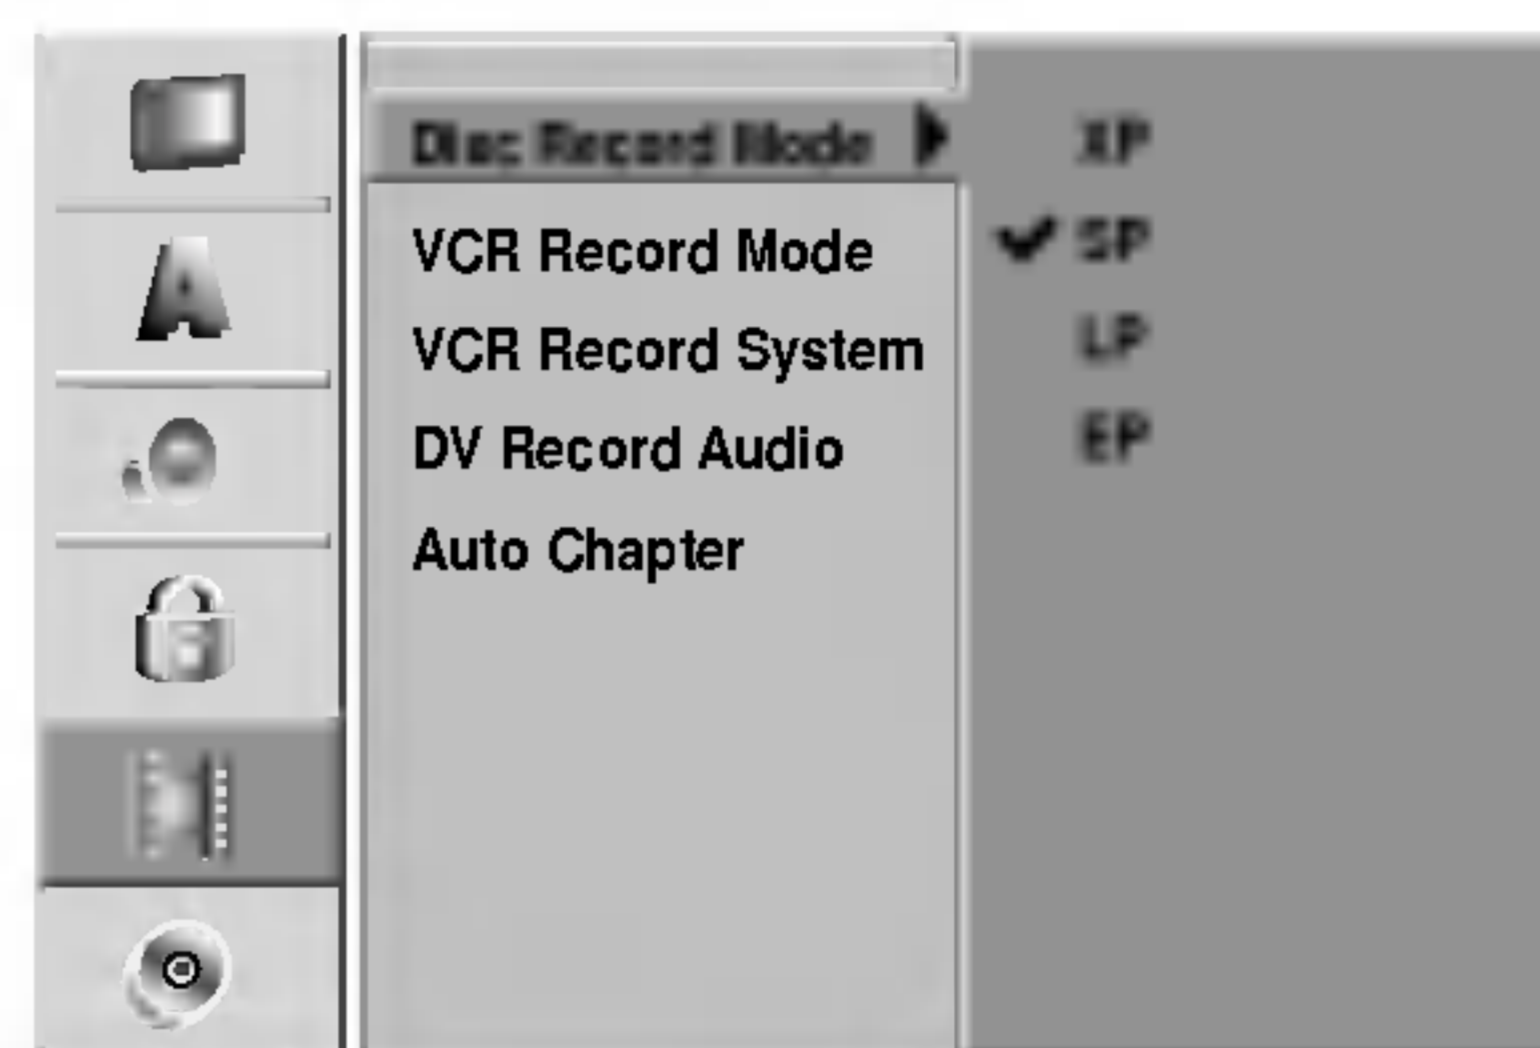 A
Disc Record Mode
XP
VCR Record Mode
SP
VCR Record System
LP
DV Record Audio
EP
Auto Chapter